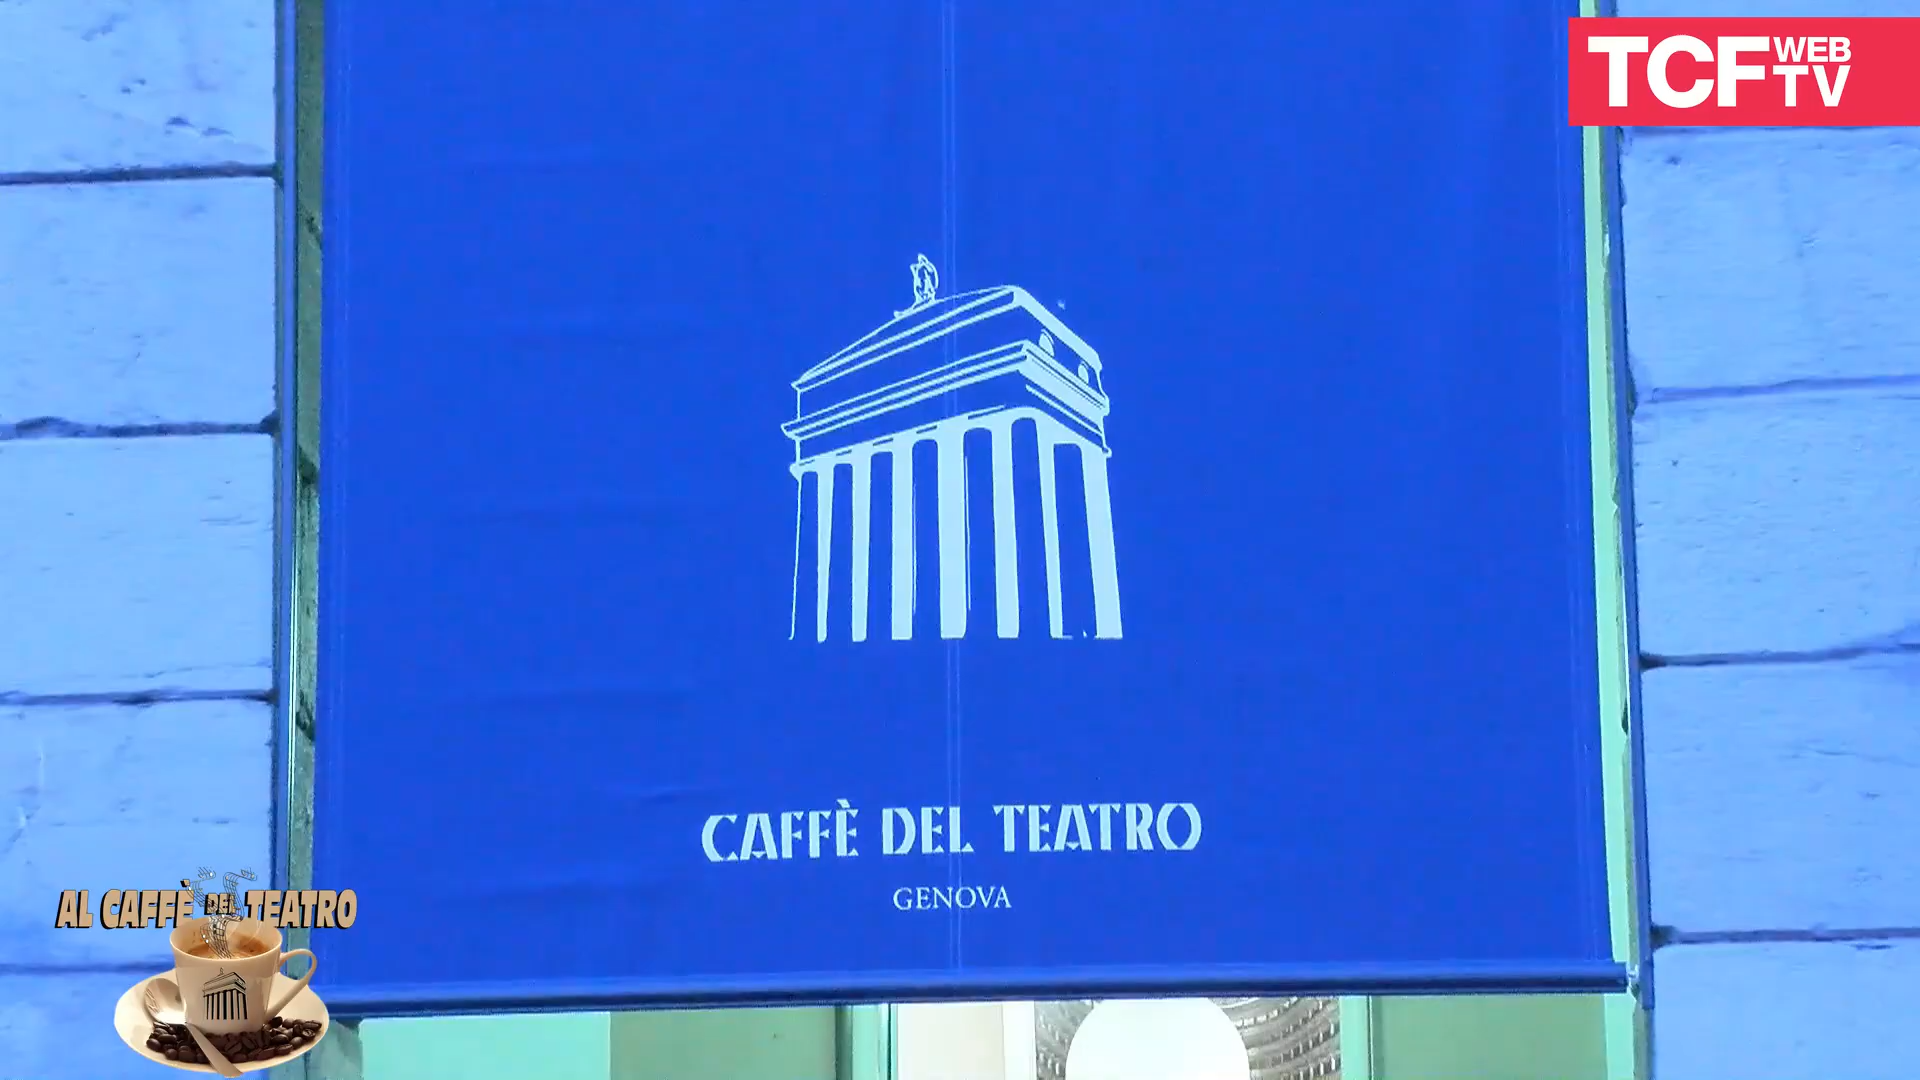 TCF WEB TV
CAFFÈ DEL TEATRO
GENOVA
AL CAFFÈ DEL TEATRO